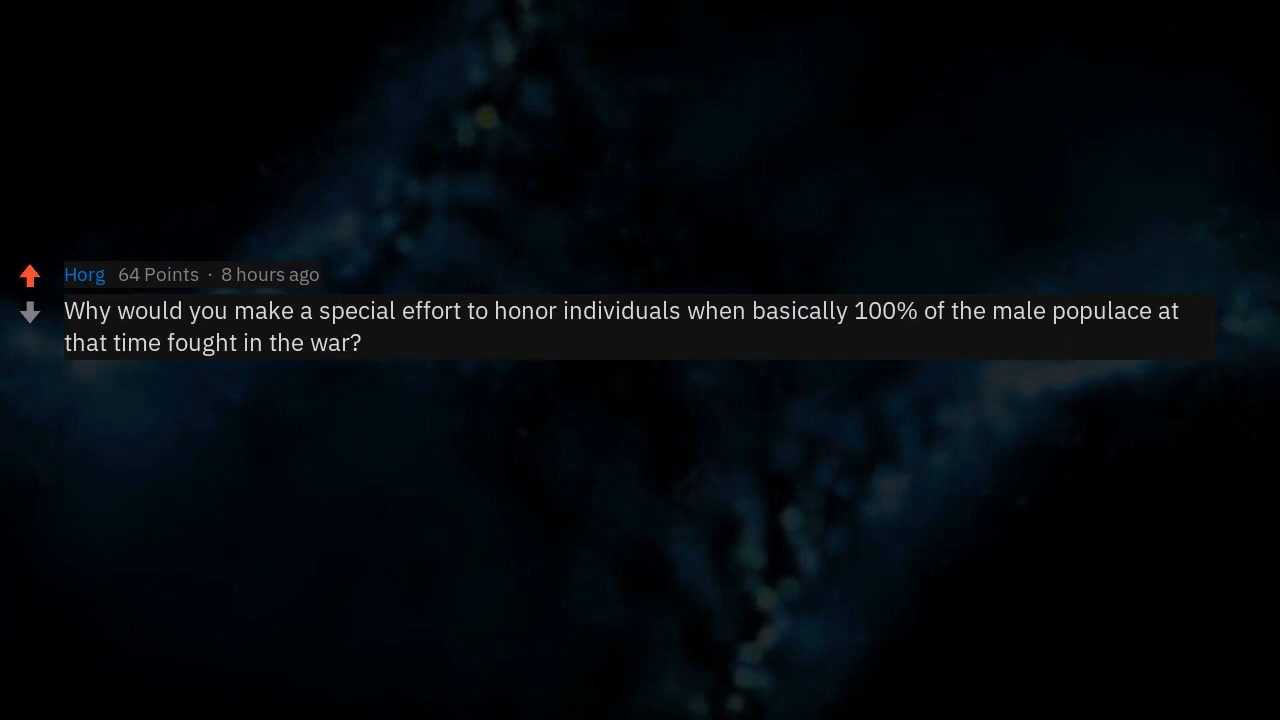 Horg 64 Points · 8 hours ago
Why would you make a special effort to honor individuals when basically 100% of the male populace at
that time fought in the war?